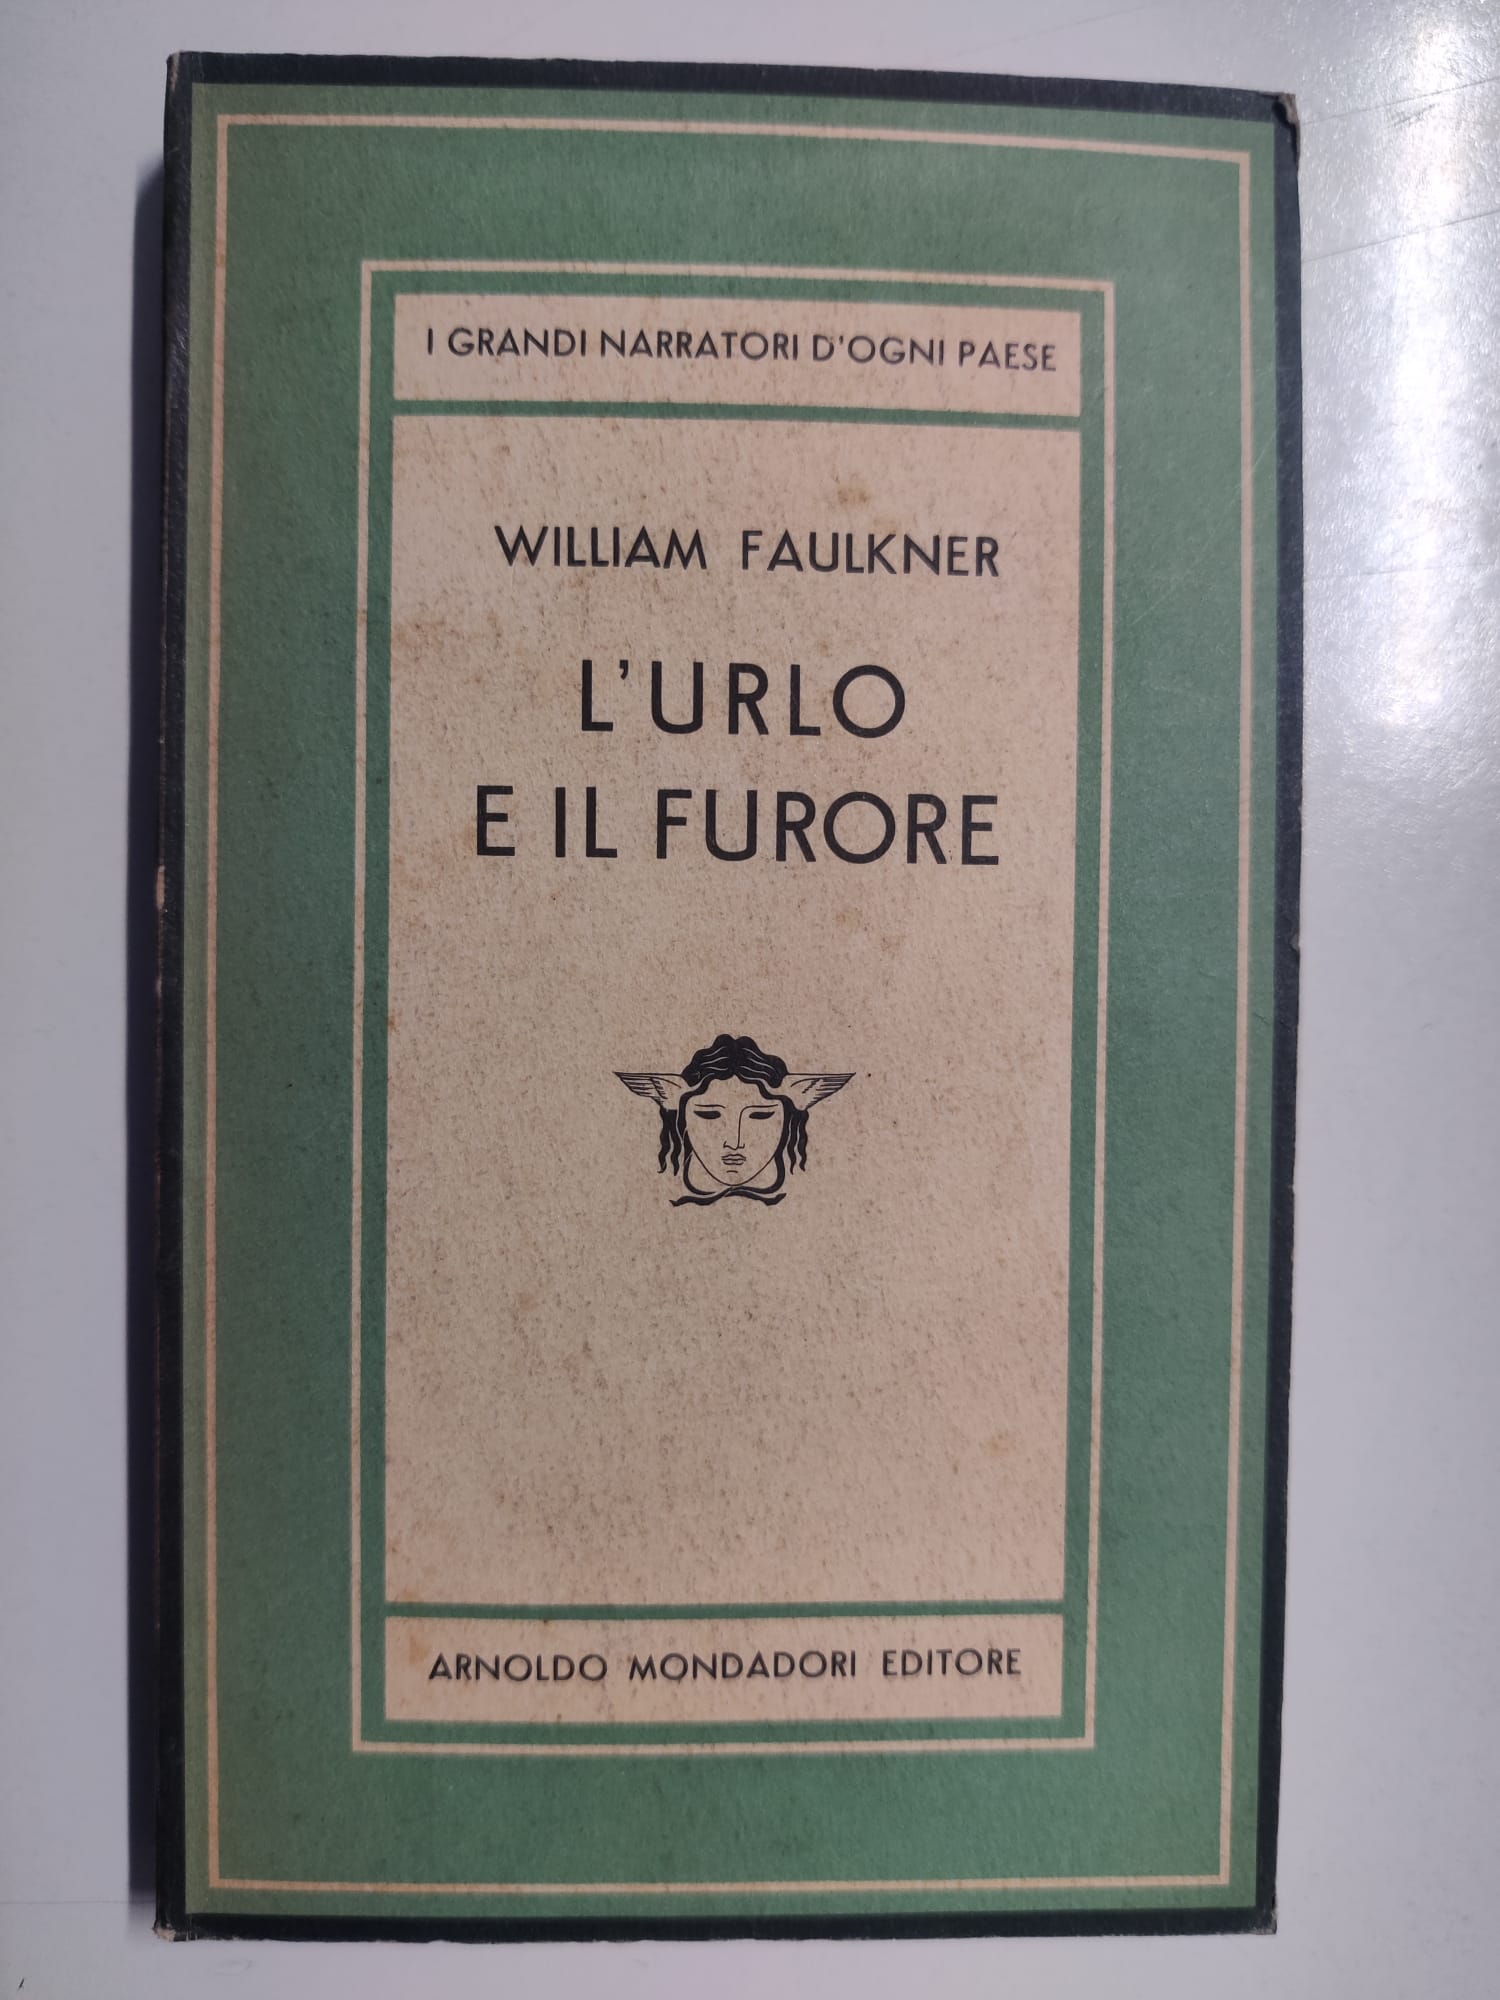 I GRANDI NARRATORI D'OGNI PAESE
WILLIAM FAULKNER
L'URLO
E IL FURORE
ARNOLDO MONDADORI EDITORE